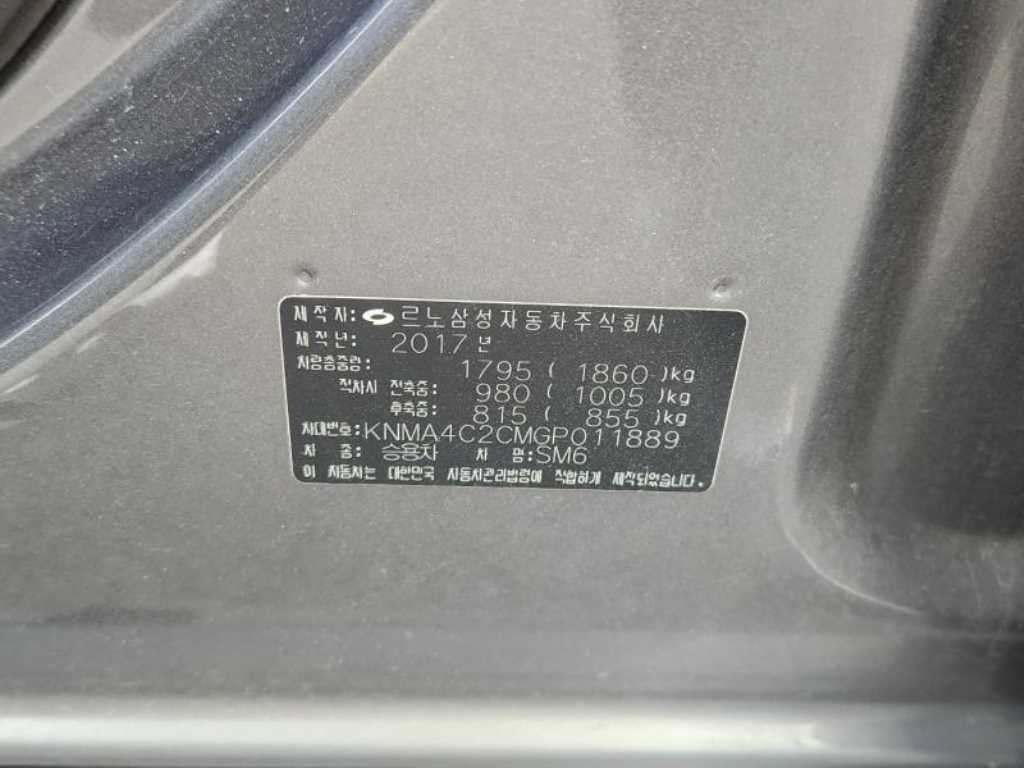 제 작 자: 르노삼성자동차주식회사
제 작 년: 2017 년
차량총중량: 1795 ( 1860 )kg
적차시 전축중: 980 ( 1005 )kg
후축중: 815 ( 855 )kg
차대번호: KNMA4C2CMGP011889
차 종: 승용차 차 명:SM6
이 자동차는 대한민국 자동차관리법령에 적합하게 제작되었습니다.